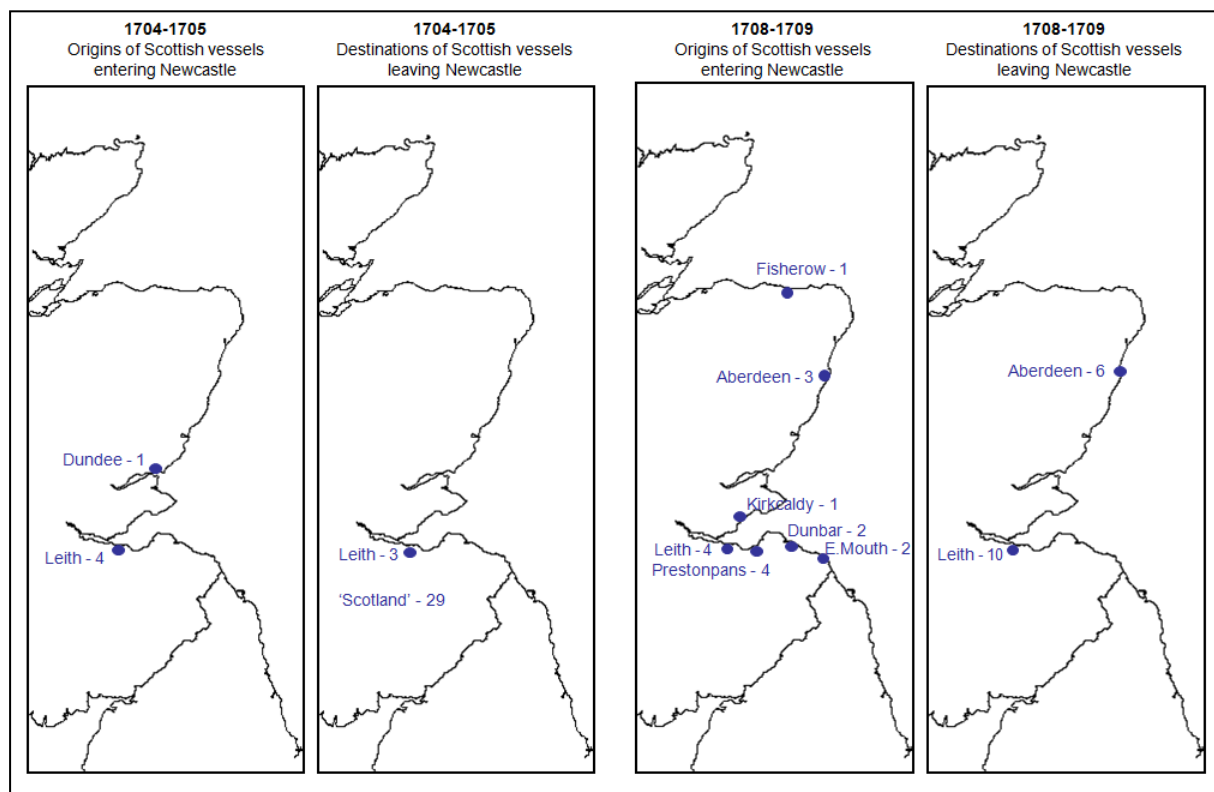 1704-1705
Origins of Scottish vessels
entering Newcastle
Dundee - 1
Leith - 4
1704-1705
Destinations of Scottish vessels
leaving Newcastle
Leith - 3
‘Scotland’ - 29
1708-1709
Origins of Scottish vessels
entering Newcastle
Fisherow - 1
Aberdeen - 3
Kirkcaldy - 1
Dunbar - 2
Leith - 4
E.Mouth - 2
Prestonpans - 4
1708-1709
Destinations of Scottish vessels
leaving Newcastle
Aberdeen - 6
Leith - 10